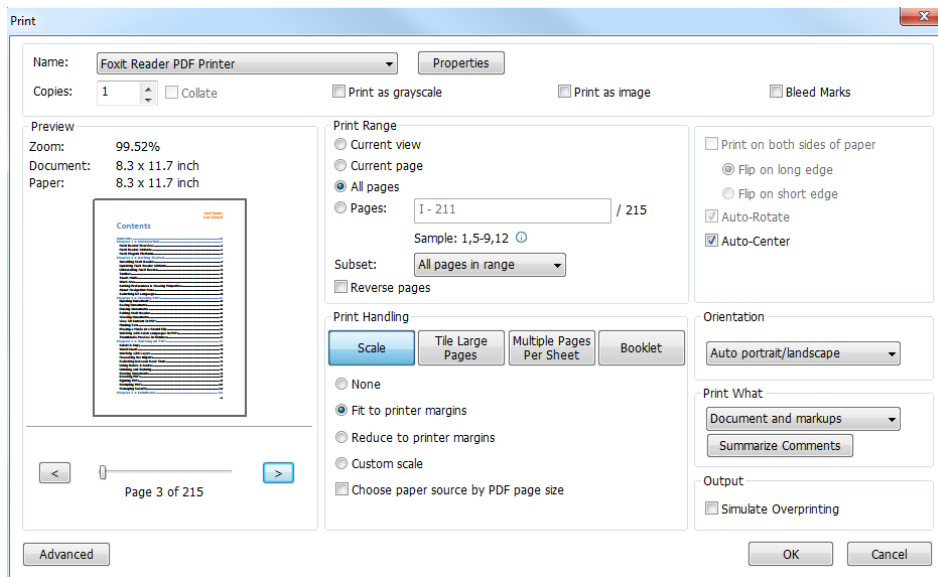 Print
Name: Foxit Reader PDF Printer Properties
Copies: 1 Collate Print as grayscale Print as image Bleed Marks
Preview
Zoom: 99.52%
Document: 8.3 x 11.7 inch
Paper: 8.3 x 11.7 inch
Contents
< >
Page 3 of 215
Print Range
Current view
Current page
All pages
Pages: I - 211 / 215
Sample: 1,5-9,12
Subset: All pages in range
Reverse pages
Print on both sides of paper
Flip on long edge
Flip on short edge
Auto-Rotate
Auto-Center
Print Handling
Scale Tile Large Pages Multiple Pages Per Sheet Booklet
None
Fit to printer margins
Reduce to printer margins
Custom scale
Choose paper source by PDF page size
Orientation
Auto portrait/landscape
Print What
Document and markups
Summarize Comments
Output
Simulate Overprinting
Advanced OK Cancel